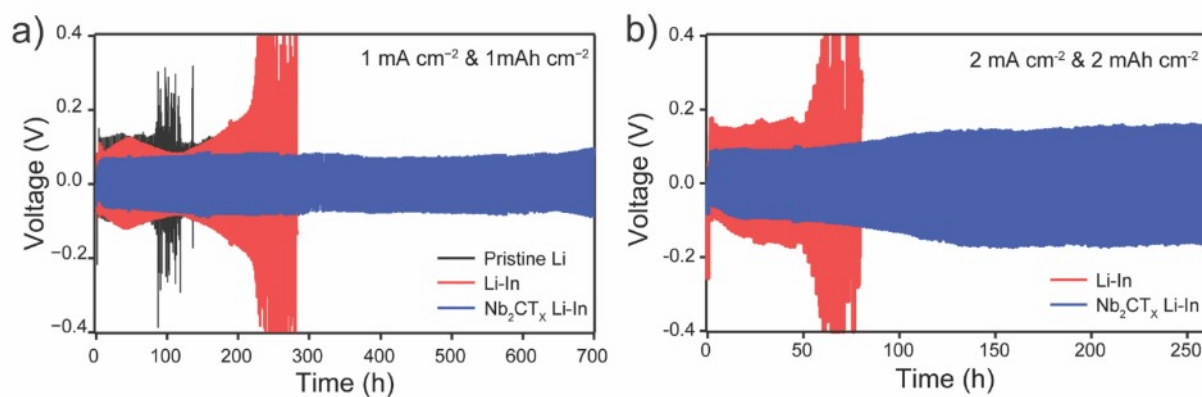 a)
1 mA cm⁻² & 1mAh cm⁻²
Voltage (V)
0.4
0.2
0.0
−0.2
−0.4
Pristine Li
Li-In
Nb₂CTₓ Li-In
0 100 200 300 400 500 600 700
Time (h)
b)
2 mA cm⁻² & 2 mAh cm⁻²
Voltage (V)
0.4
0.2
0.0
-0.2
-0.4
Li-In
Nb₂CTₓ Li-In
0 50 100 150 200 250
Time (h)